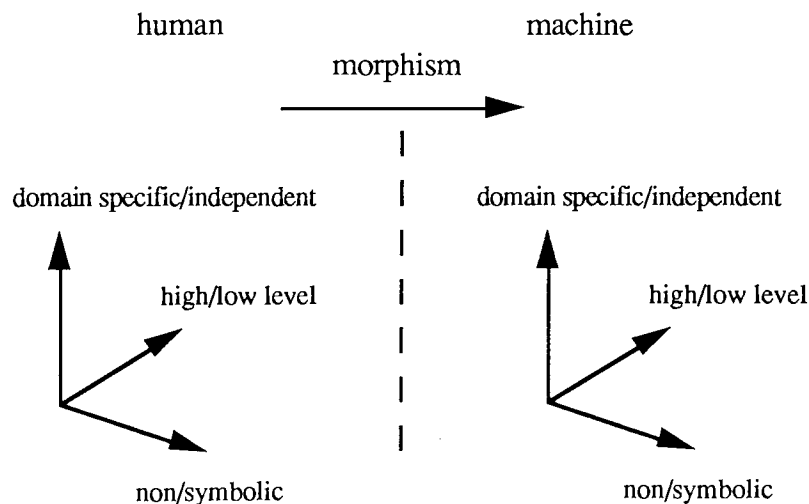 human
machine
morphism
domain specific/independent
domain specific/independent
high/low level
high/low level
non/symbolic
non/symbolic